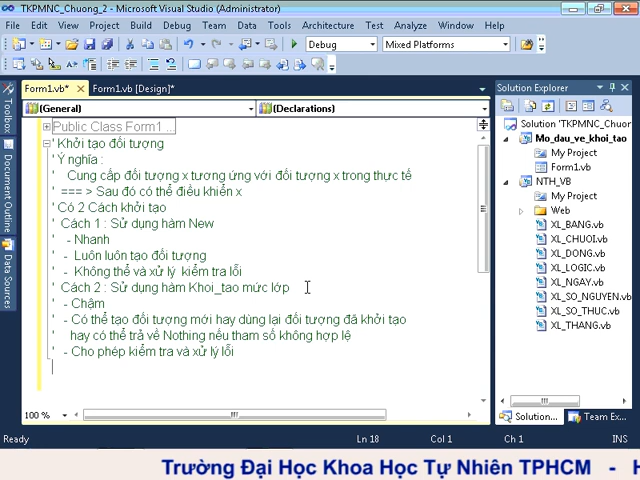 TKPMNC_Chuong_2 - Microsoft Visual Studio (Administrator)
File Edit View Project Build Debug Team Data Tools
Architecture Test Analyze Window Help
Debug Mixed Platforms
Form1.vb* Form1.vb [Design]*
(General) (Declarations)
Public Class Form1 ...
' Khởi tạo đối tượng
' Ý nghĩa :
' Cung cấp đối tượng x tương ứng với đối tượng x trong thực tế
' === > Sau đó có thể điều khiển x
' Có 2 Cách khởi tạo
' Cách 1 : Sử dụng hàm New
' - Nhanh
' - Luôn luôn tạo đối tượng
' - Không thể và xử lý kiểm tra lỗi
' Cách 2 : Sử dụng hàm Khoi_tao mức lớp
' - Chậm
' - Có thể tạo đối tượng mới hay dùng lại đối tượng đã khởi tạo
' hay có thể trả về Nothing nếu tham số không hợp lệ
' - Cho phép kiểm tra và xử lý lỗi
100 %
Toolbox
Document Outline
Data Sources
Solution Explorer
Solution 'TKPMNC_Chuon
Mo_dau_ve_khoi_tao
My Project
Form1.vb
NTH_VB
My Project
Web
XL_BANG.vb
XL_CHUOI.vb
XL_DONG.vb
XL_LOGIC.vb
XL_NGAY.vb
XL_SO_NGUYEN.vb
XL_SO_THUC.vb
XL_THANG.vb
Solution... Team Ex...
Ready Ln 18 Col 1 Ch 1 INS
Trường Đại Học Khoa Học Tự Nhiên TPHCM - H